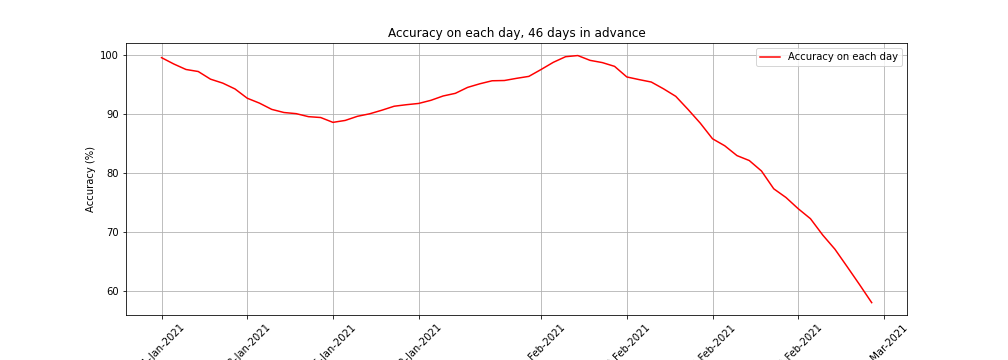 Accuracy on each day, 46 days in advance
Accuracy on each day
Accuracy (%)
100
90
80
70
60
-Jan-2021
-Jan-2021
-Jan-2021
-Jan-2021
Feb-2021
-Feb-2021
-Feb-2021
-Feb-2021
Mar-2021